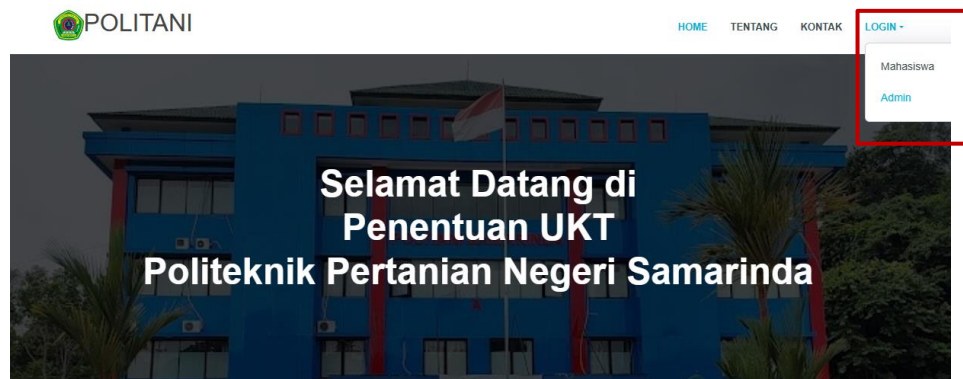 POLITANI
HOME TENTANG KONTAK LOGIN
Mahasiswa
Admin
Selamat Datang di
Penentuan UKT
Politeknik Pertanian Negeri Samarinda